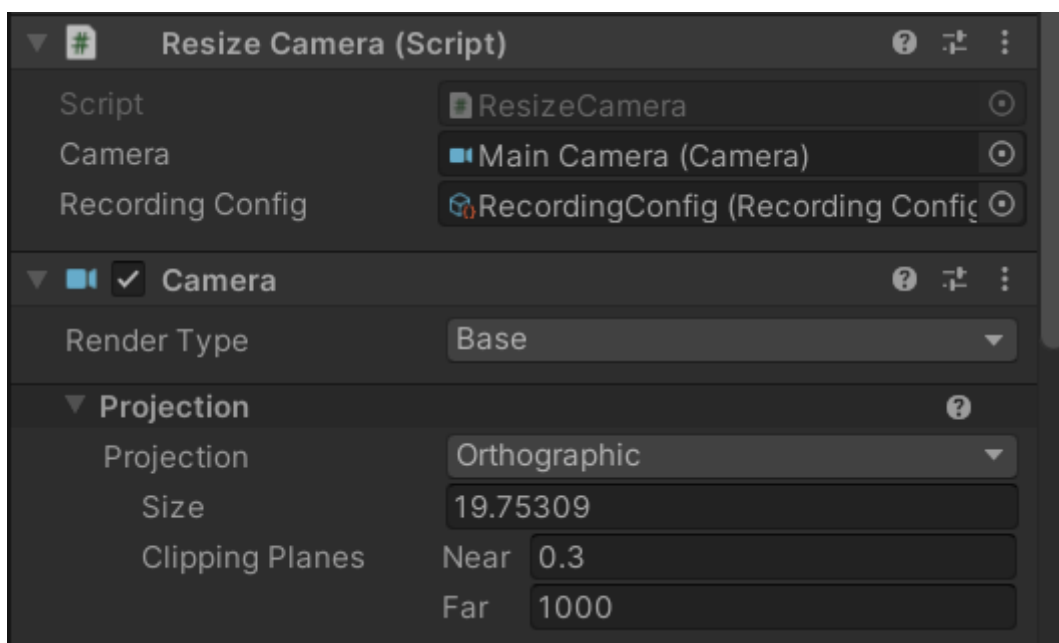 Resize Camera (Script)
Script ResizeCamera
Camera Main Camera (Camera)
Recording Config RecordingConfig (Recording Config
Camera
Render Type Base
Projection
Projection Orthographic
Size 19.75309
Clipping Planes Near 0.3
Far 1000